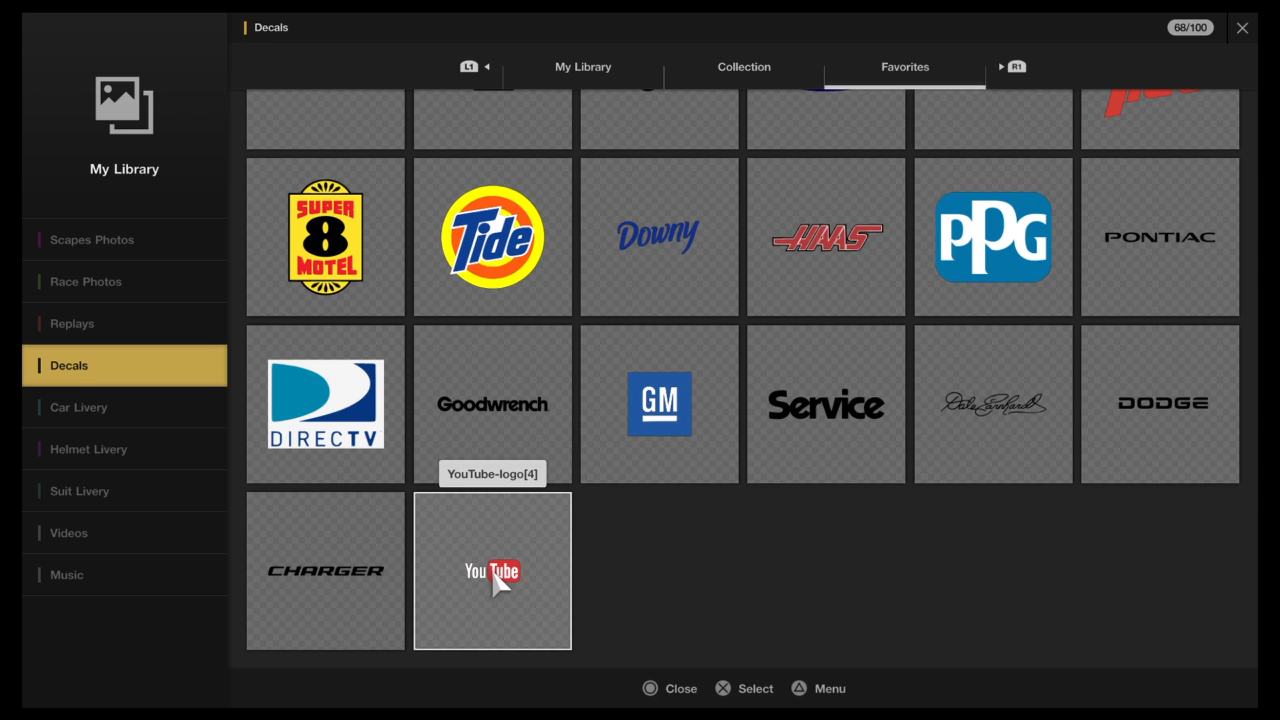 Decals
68/100
L1
My Library
Collection
Favorites
R1
My Library
Scapes Photos
Race Photos
Replays
Decals
Car Livery
Helmet Livery
Suit Livery
Videos
Music
SUPER
8
MOTEL
Tide
Downy
HAAS
PPG
PONTIAC
DIRECTV
Goodwrench
GM
Service
Dale Earnhardt
DODGE
YouTube-logo[4]
CHARGER
YouTube
Close
Select
Menu